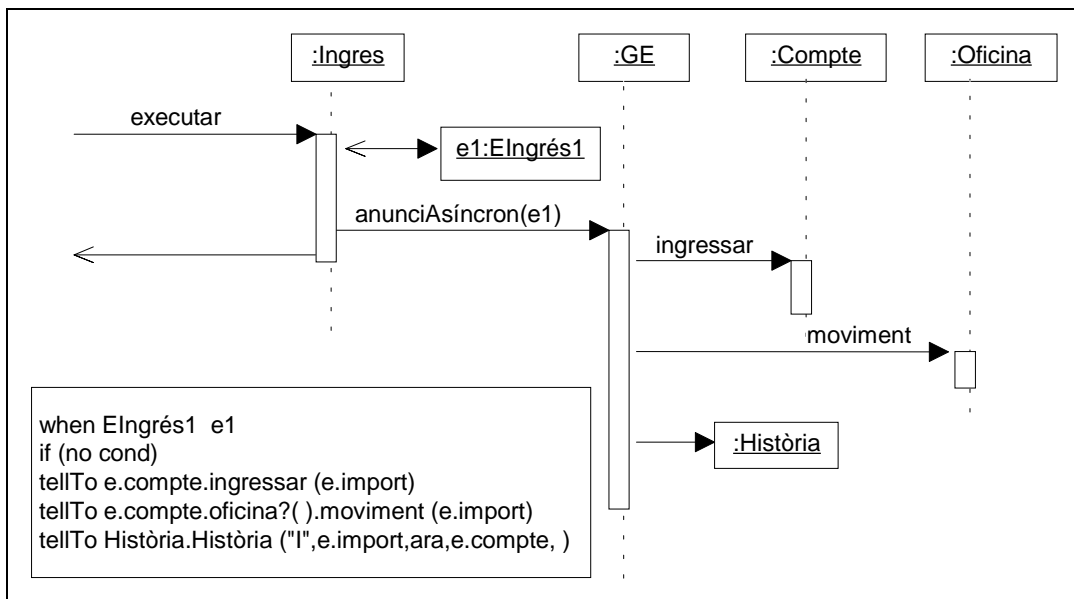 :Ingres
:GE
:Compte
:Oficina
executar
e1:EIngrés1
anunciAsíncron(e1)
ingressar
moviment
:Història
when EIngrés1 e1
if (no cond)
tellTo e.compte.ingressar (e.import)
tellTo e.compte.oficina?( ).moviment (e.import)
tellTo Història.Història ("I",e.import,ara,e.compte, )